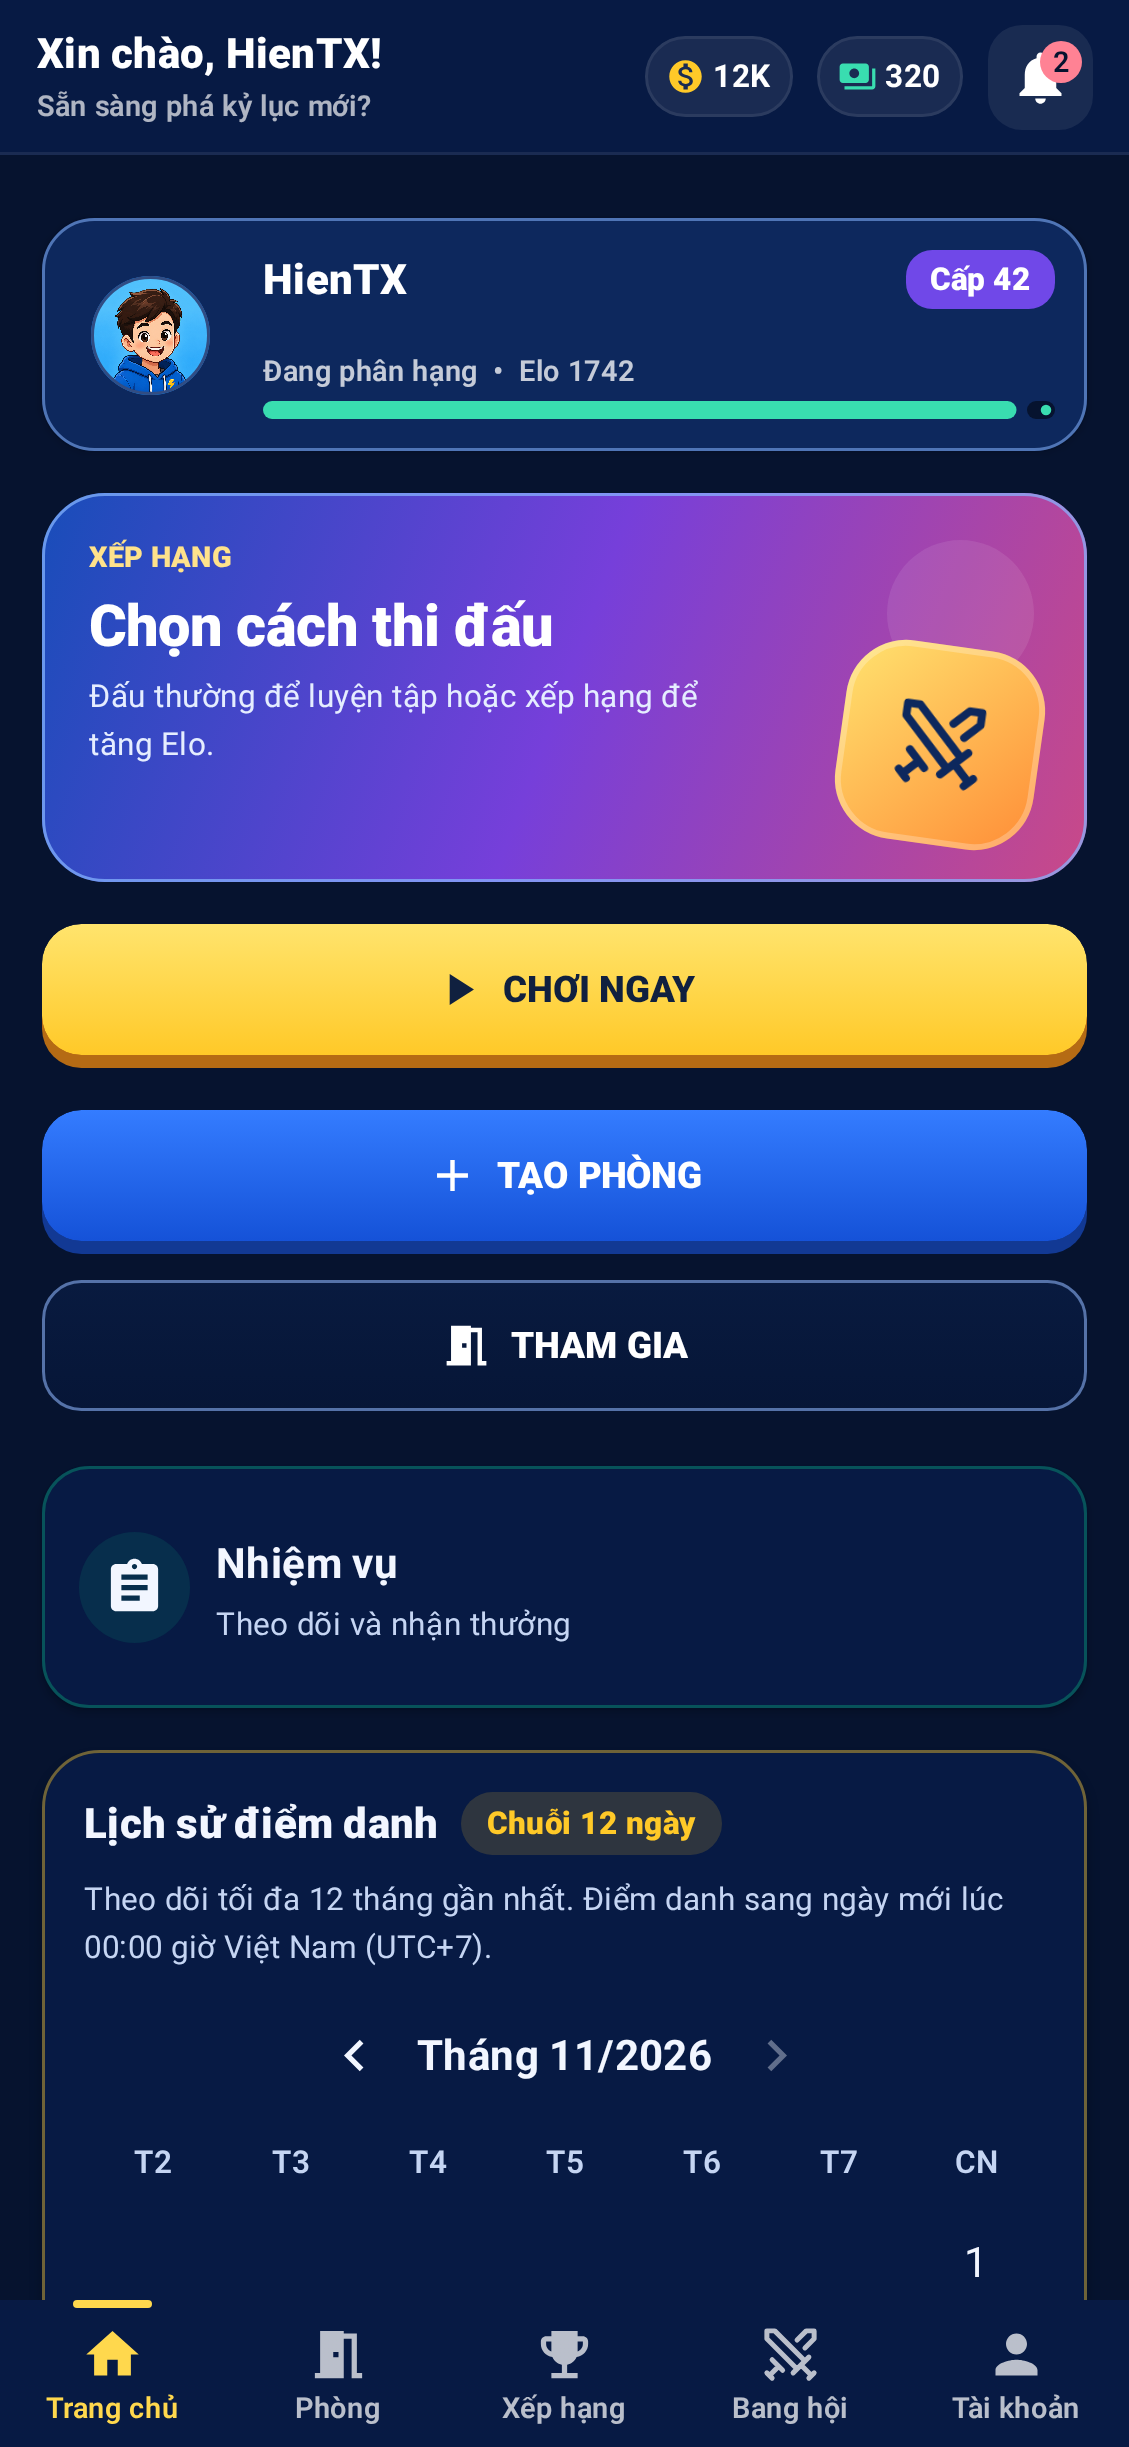 Xin chào, HienTX!
Sẵn sàng phá kỷ lục mới?
12K
320
2
HienTX
Cấp 42
Đang phân hạng • Elo 1742
XẾP HẠNG
Chọn cách thi đấu
Đấu thường để luyện tập hoặc xếp hạng để
tăng Elo.
CHƠI NGAY
TẠO PHÒNG
THAM GIA
Nhiệm vụ
Theo dõi và nhận thưởng
Lịch sử điểm danh
Chuỗi 12 ngày
Theo dõi tối đa 12 tháng gần nhất. Điểm danh sang ngày mới lúc
00:00 giờ Việt Nam (UTC+7).
Tháng 11/2026
T2 T3 T4 T5 T6 T7 CN
1
Trang chủ
Phòng
Xếp hạng
Bang hội
Tài khoản